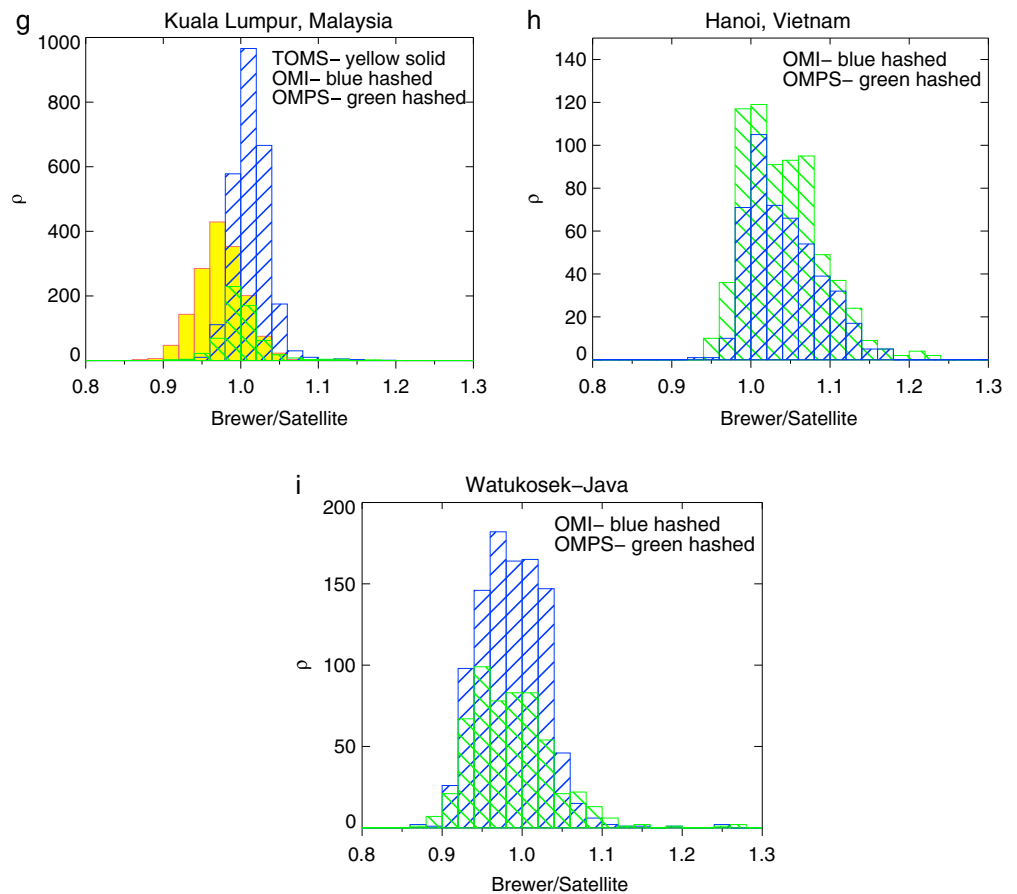 g
Kuala Lumpur, Malaysia
1000
800
600
400
200
0
ρ
TOMS− yellow solid
OMI− blue hashed
OMPS− green hashed
0.8 0.9 1.0 1.1 1.2 1.3
Brewer/Satellite
h
Hanoi, Vietnam
140
120
100
80
60
40
20
0
ρ
OMI− blue hashed
OMPS− green hashed
0.8 0.9 1.0 1.1 1.2 1.3
Brewer/Satellite
i
Watukosek−Java
200
150
100
50
0
ρ
OMI− blue hashed
OMPS− green hashed
0.8 0.9 1.0 1.1 1.2 1.3
Brewer/Satellite